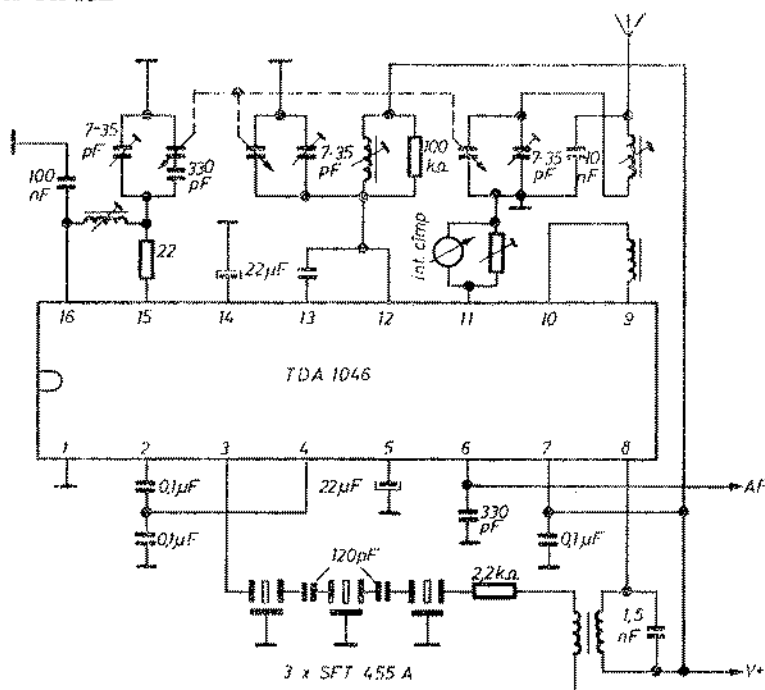 7-35
pF
330
pF
100
nF
22
22µF
7-35
pF
100
kΩ
7-35
pF
10
nF
int. cîmp
16 15 14 13 12 11 10 9
TDA 1046
1 2 3 4 5 6 7 8
0,1µF
0,1µF
22µF
330
pF
0,1µF
AF
120pF
2,2kΩ
1,5
nF
V+
3 x SFT 455 A